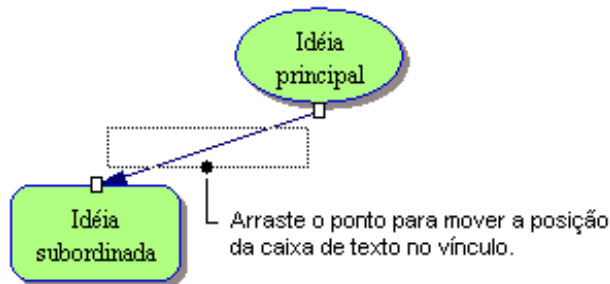 Idéia
principal
Idéia
subordinada
Arraste o ponto para mover a posição
da caixa de texto no vínculo.